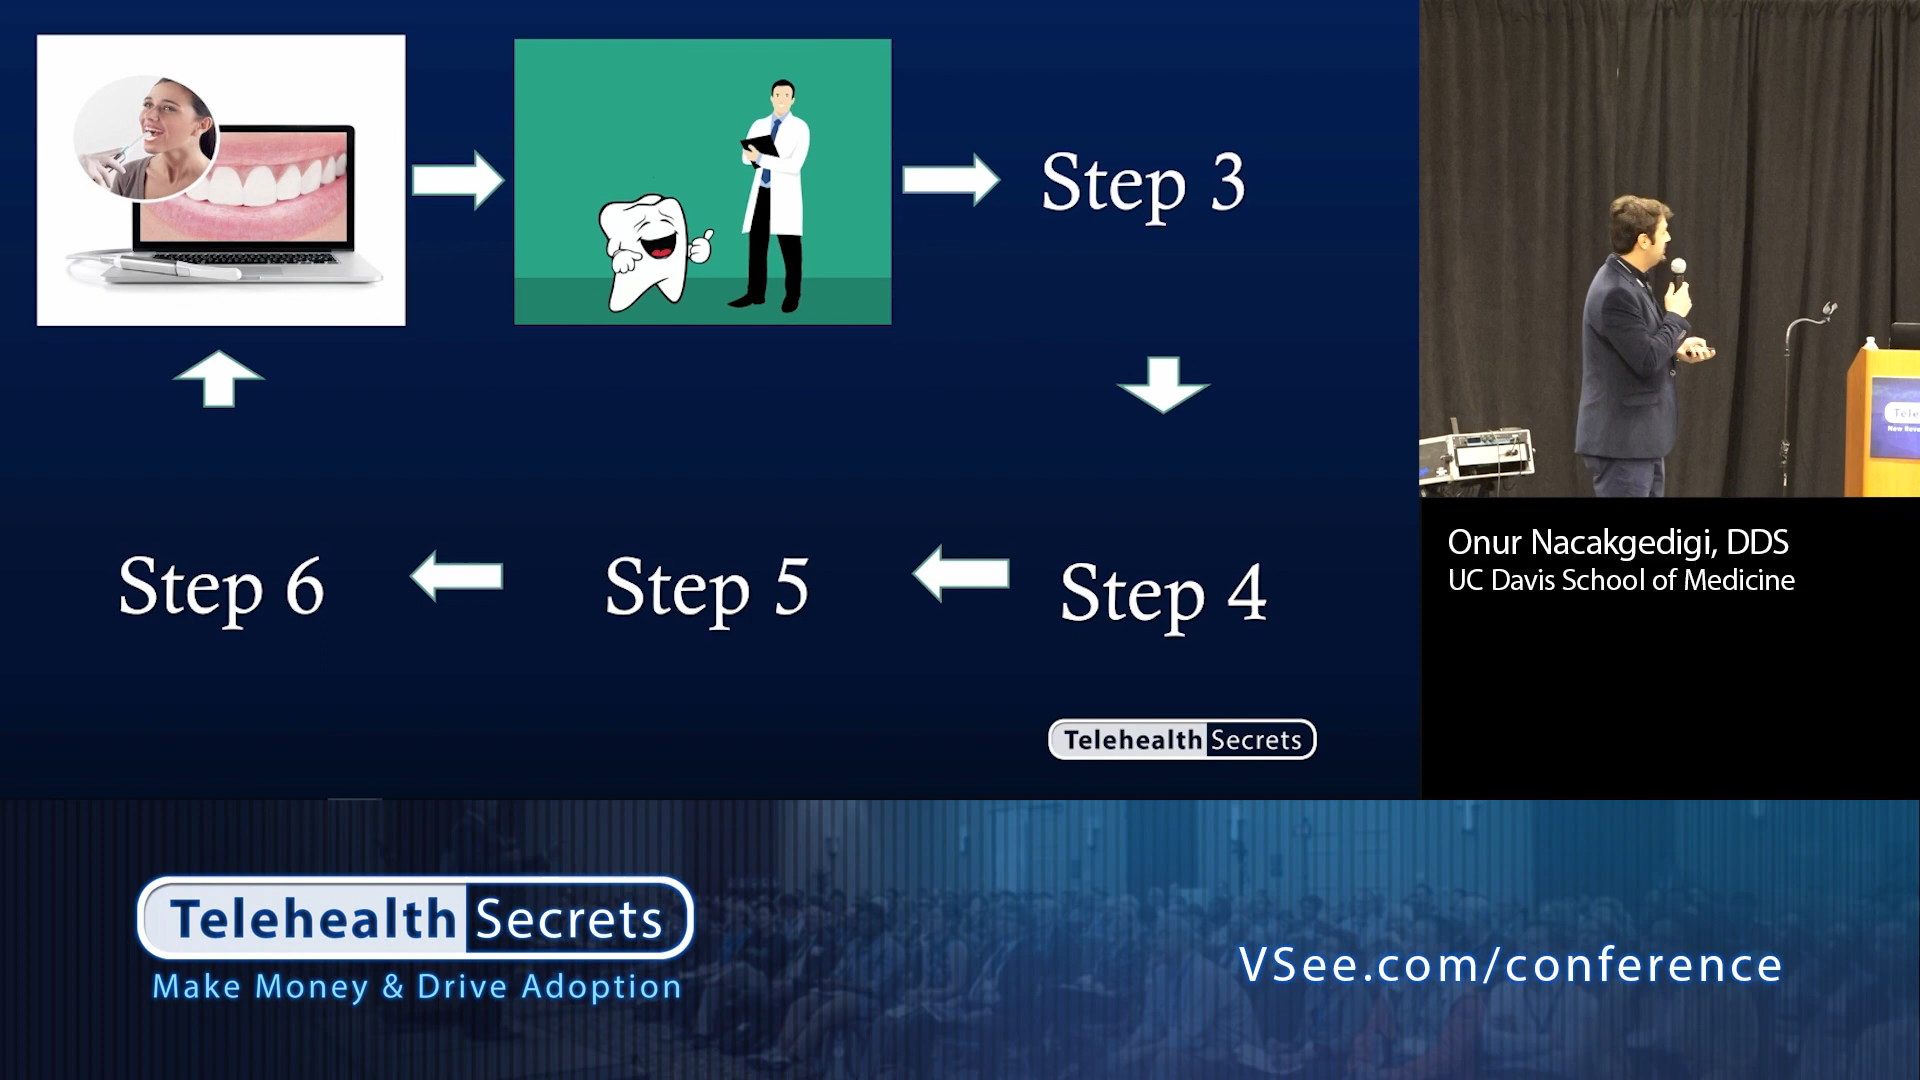 Step 3
Step 6
Step 5
Step 4
Telehealth Secrets
Onur Nacakgedigi, DDS
UC Davis School of Medicine
Tele
Telehealth Secrets
Make Money & Drive Adoption
VSee.com/conference